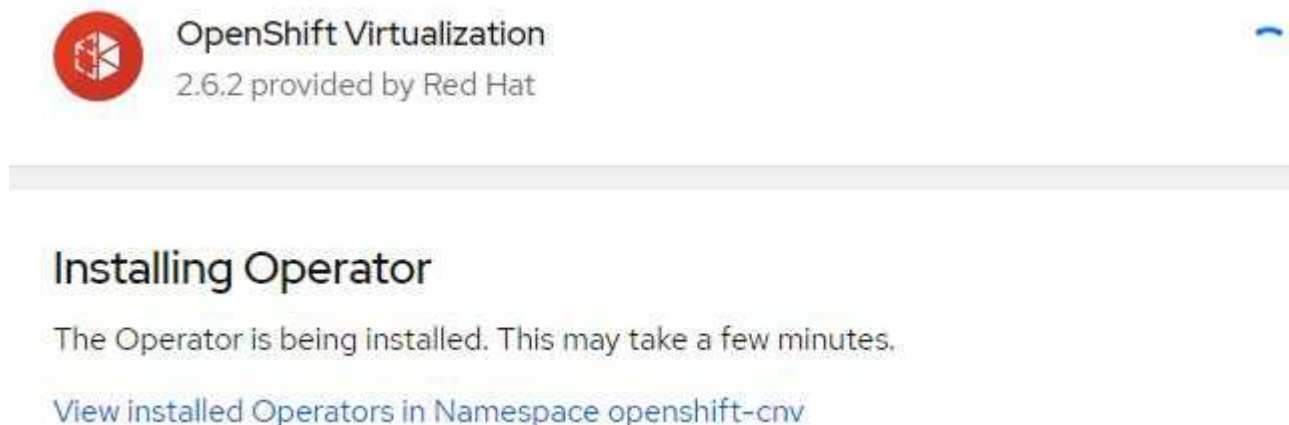 OpenShift Virtualization
2.6.2 provided by Red Hat
Installing Operator
The Operator is being installed. This may take a few minutes.
View installed Operators in Namespace openshift-cnv